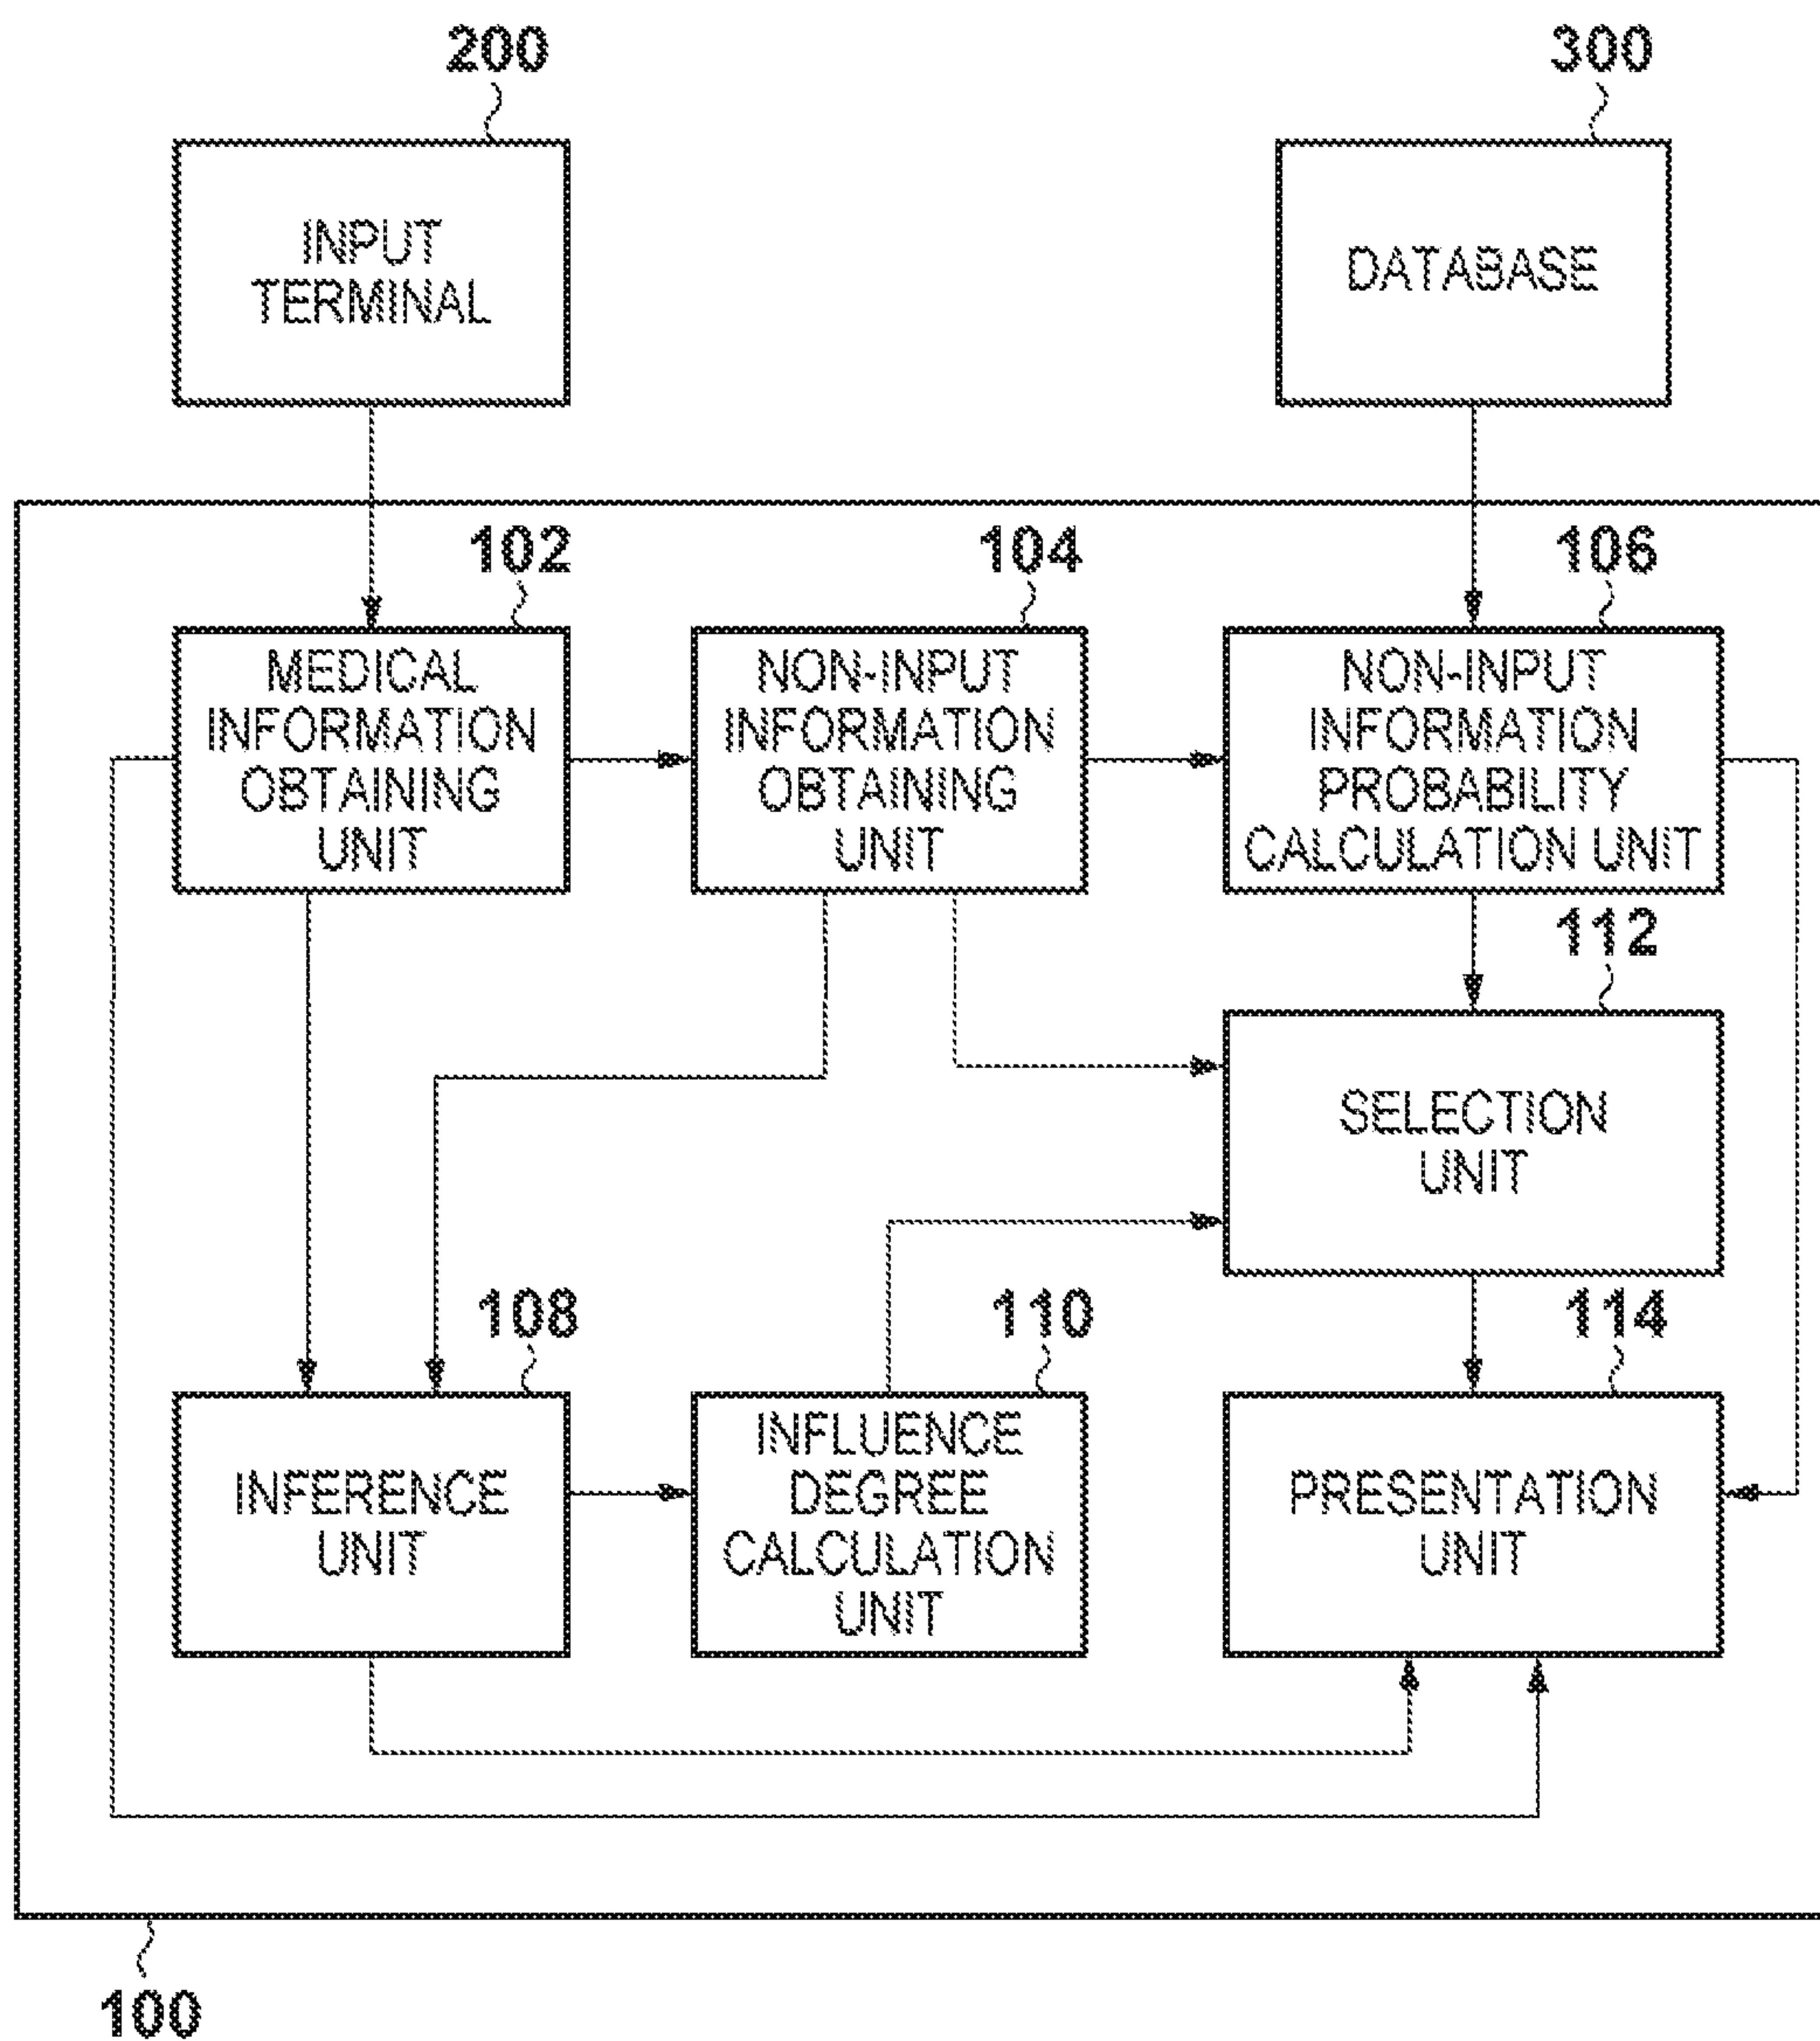 200
300
INPUT
TERMINAL
DATABASE
102
104
106
MEDICAL
INFORMATION
OBTAINING
UNIT
NON-INPUT
INFORMATION
OBTAINING
UNIT
NON-INPUT
INFORMATION
PROBABILITY
CALCULATION UNIT
112
SELECTION
UNIT
108
110
114
INFERENCE
UNIT
INFLUENCE
DEGREE
CALCULATION
UNIT
PRESENTATION
UNIT
100